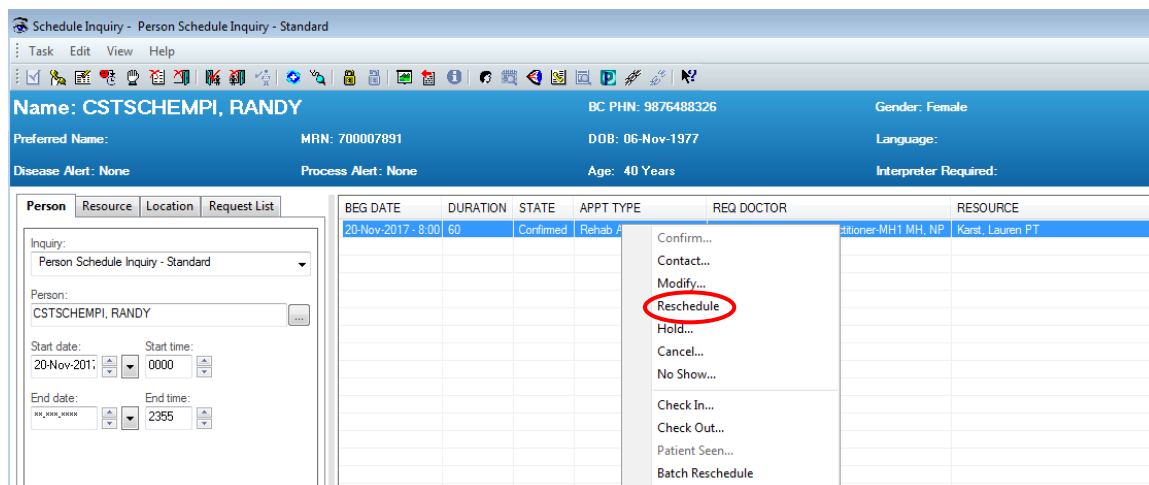 Schedule Inquiry - Person Schedule Inquiry - Standard
Task Edit View Help
Name: CSTSCHEMPI, RANDY BC PHN: 9876488326 Gender: Female
Preferred Name: MRN: 700007891 DOB: 06-Nov-1977 Language:
Disease Alert: None Process Alert: None Age: 40 Years Interpreter Required:
Person Resource Location Request List
Inquiry:
Person Schedule Inquiry - Standard
Person:
CSTSCHEMPI, RANDY
...
Start date: Start time:
20-Nov-2017 0000
End date: End time:
**-***-**** 2355
BEG DATE DURATION STATE APPT TYPE REQ DOCTOR RESOURCE
20-Nov-2017 - 8:00 60 Confirmed Rehab -MH1 MH, NP Karst, Lauren PT
Confirm...
Contact...
Modify...
Reschedule
Hold...
Cancel...
No Show...
Check In...
Check Out...
Patient Seen...
Batch Reschedule